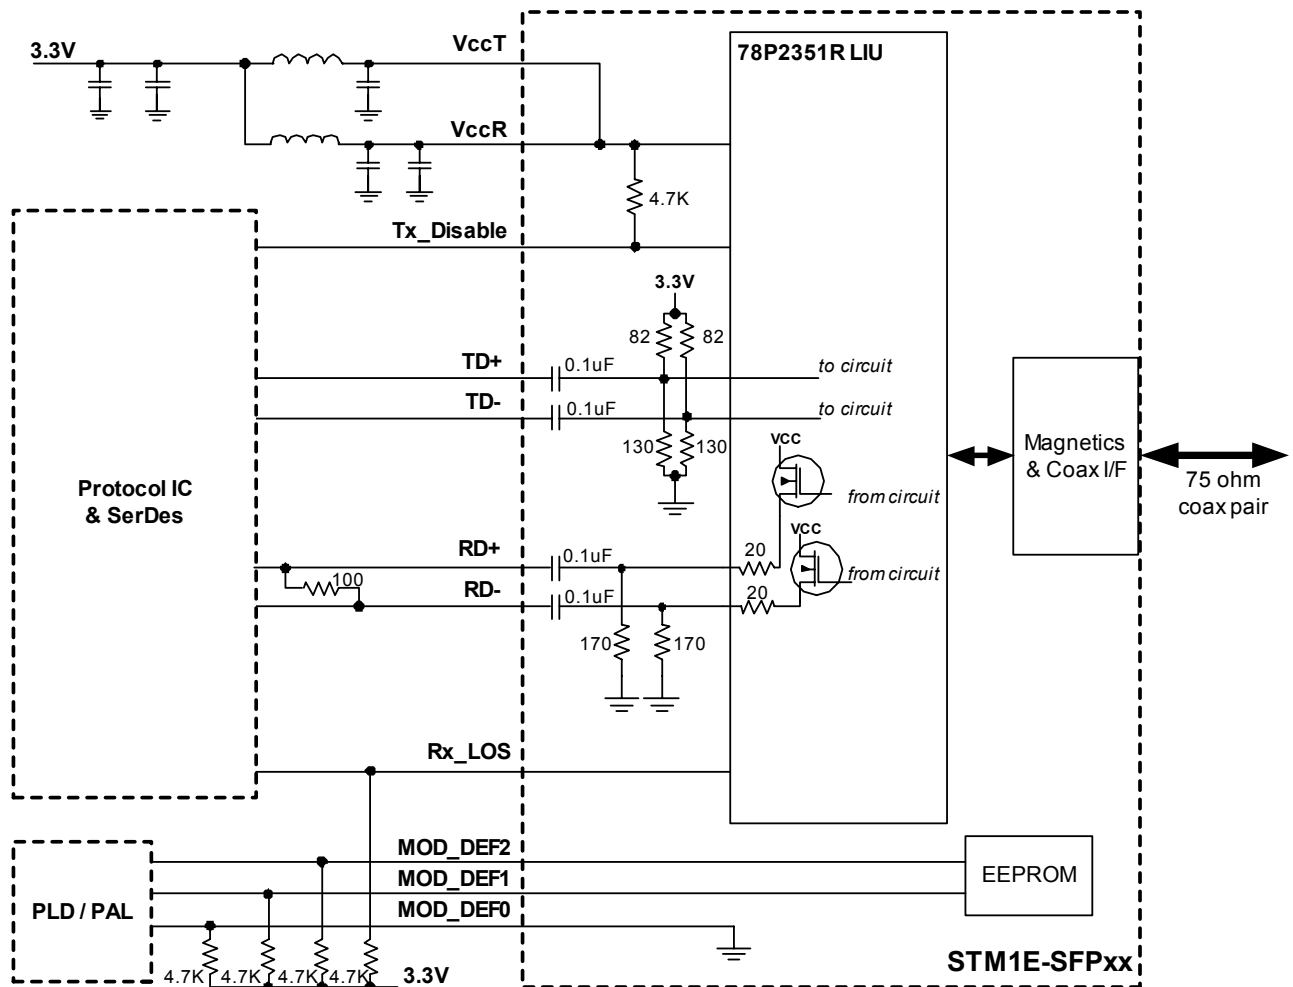 3.3V
VccT
78P2351R LIU
VccR
4.7K
Tx_Disable
3.3V
82
82
TD+
0.1uF
to circuit
TD-
0.1uF
to circuit
130
130
VCC
Magnetics
& Coax I/F
75 ohm
coax pair
Protocol IC
& SerDes
from circuit
VCC
RD+
0.1uF
20
from circuit
100
RD-
0.1uF
20
170
170
Rx_LOS
MOD_DEF2
EEPROM
MOD_DEF1
PLD / PAL
MOD_DEF0
4.7K
4.7K
4.7K
4.7K
3.3V
STM1E-SFPxx